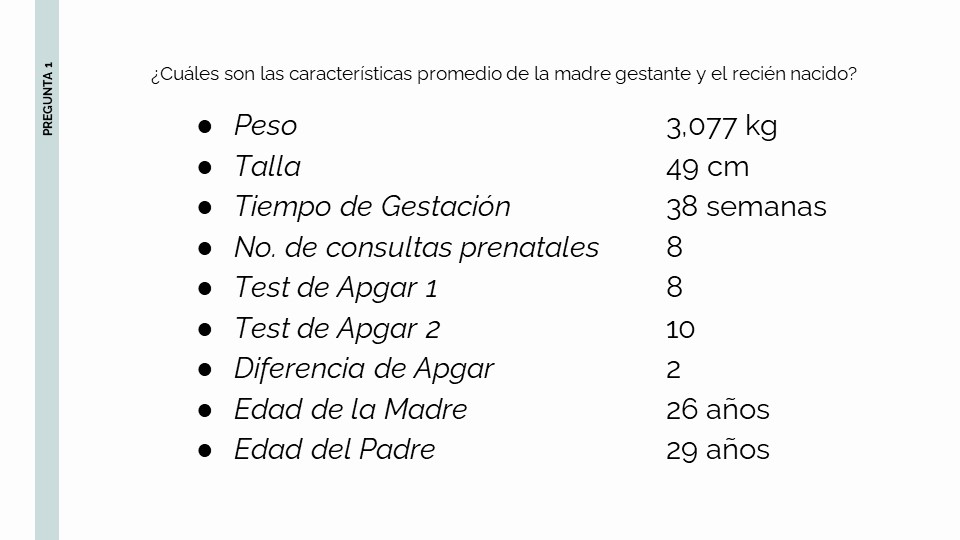 PREGUNTA 1
¿Cuáles son las características promedio de la madre gestante y el recién nacido?
● Peso 3,077 kg
● Talla 49 cm
● Tiempo de Gestación 38 semanas
● No. de consultas prenatales 8
● Test de Apgar 1 8
● Test de Apgar 2 10
● Diferencia de Apgar 2
● Edad de la Madre 26 años
● Edad del Padre 29 años